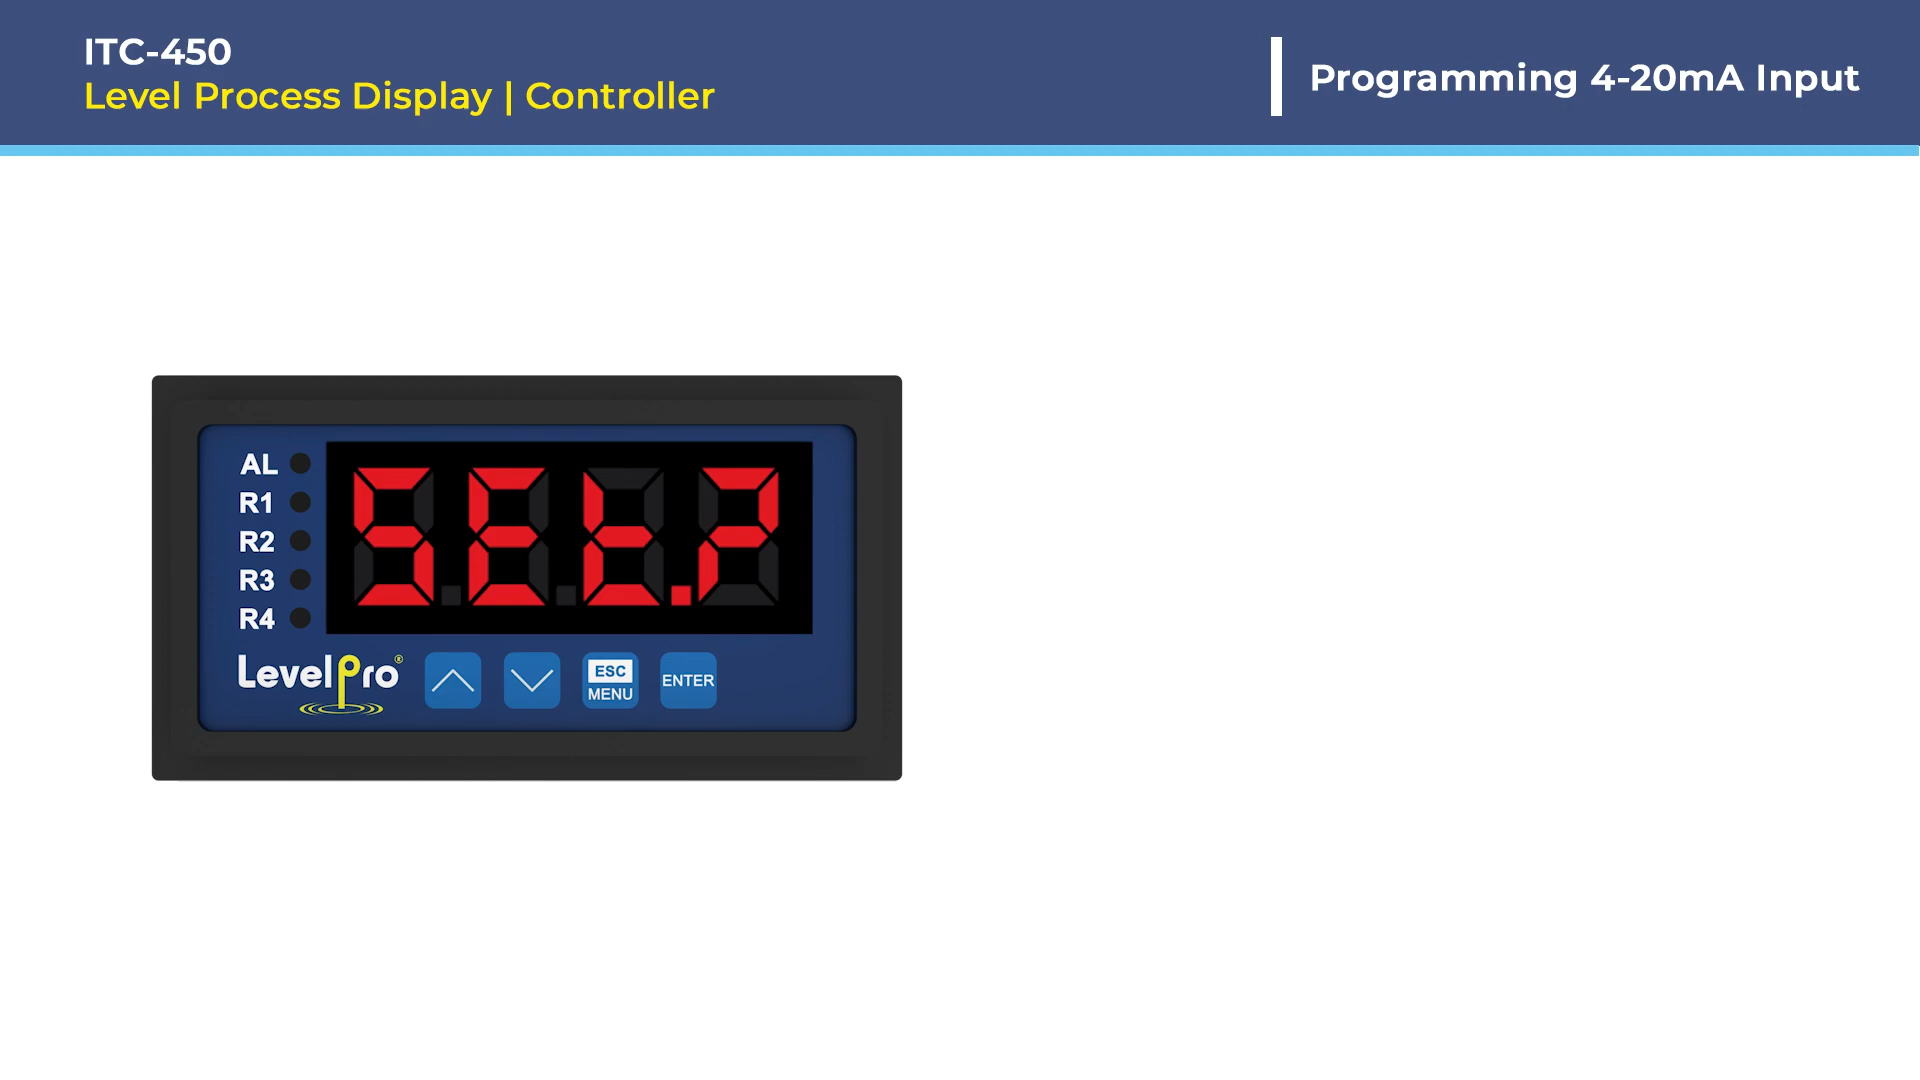 ITC-450
Level Process Display | Controller
Programming 4-20mA Input
AL
R1
R2
R3
R4
SEt.?
LevelPro®
ESC
MENU
ENTER